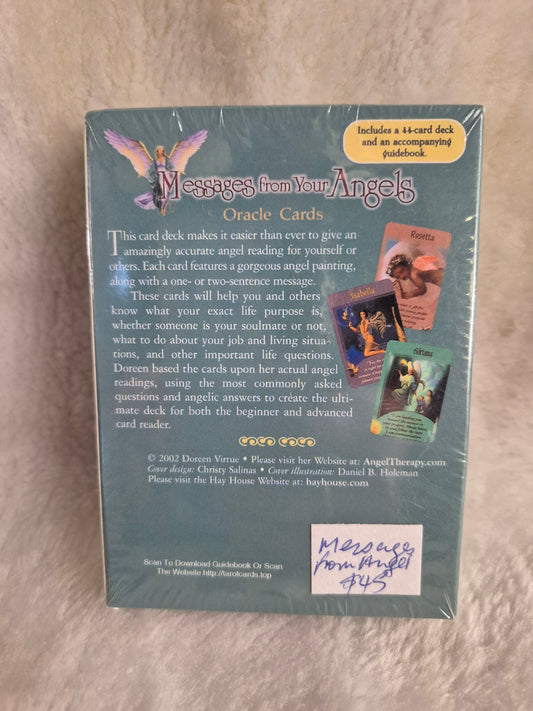 Includes a 44-card deck
and an accompanying
guidebook.
Messages from Your Angels
Oracle Cards
This card deck makes it easier than ever to give an
amazingly accurate angel reading for yourself or
others. Each card features a gorgeous angel painting,
along with a one- or two-sentence message.
These cards will help you and others
know what your exact life purpose is,
whether someone is your soulmate or not,
what to do about your job and living situa-
tions, and other important life questions.
Doreen based the cards upon her actual angel
readings, using the most commonly asked
questions and angelic answers to create the ulti-
mate deck for both the beginner and advanced
card reader.
Rosetta
Isabella
Adriana
© 2002 Doreen Virtue • Please visit her Website at: AngelTherapy.com
Cover design: Christy Salinas • Cover illustration: Daniel B. Holeman
Please visit the Hay House Website at: hayhouse.com
Scan To Download Guidebook Or Scan
The Website http://tarotcards.top
Messages
from Angel
$45